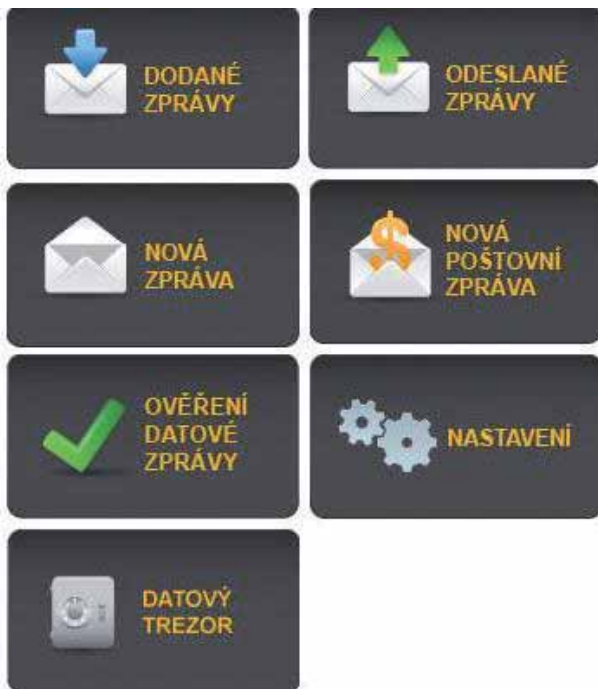 DODANÉ
ZPRÁVY
ODESLANÉ
ZPRÁVY
NOVÁ
ZPRÁVA
NOVÁ
POŠTOVNÍ
ZPRÁVA
OVĚŘENÍ
DATOVÉ
ZPRÁVY
NASTAVENÍ
DATOVÝ
TREZOR